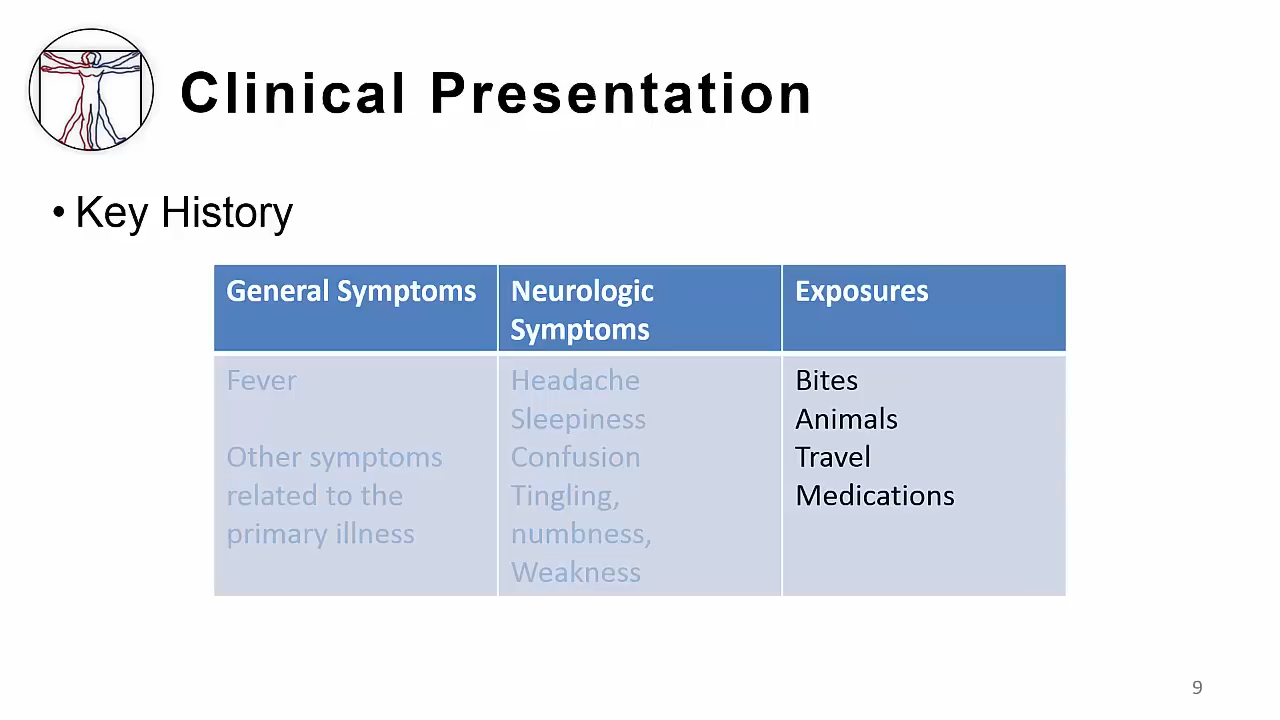 Clinical Presentation
• Key History
General Symptoms
Neurologic
Symptoms
Exposures
Fever
Other symptoms
related to the
primary illness
Headache
Sleepiness
Confusion
Tingling,
numbness,
Weakness
Bites
Animals
Travel
Medications
9